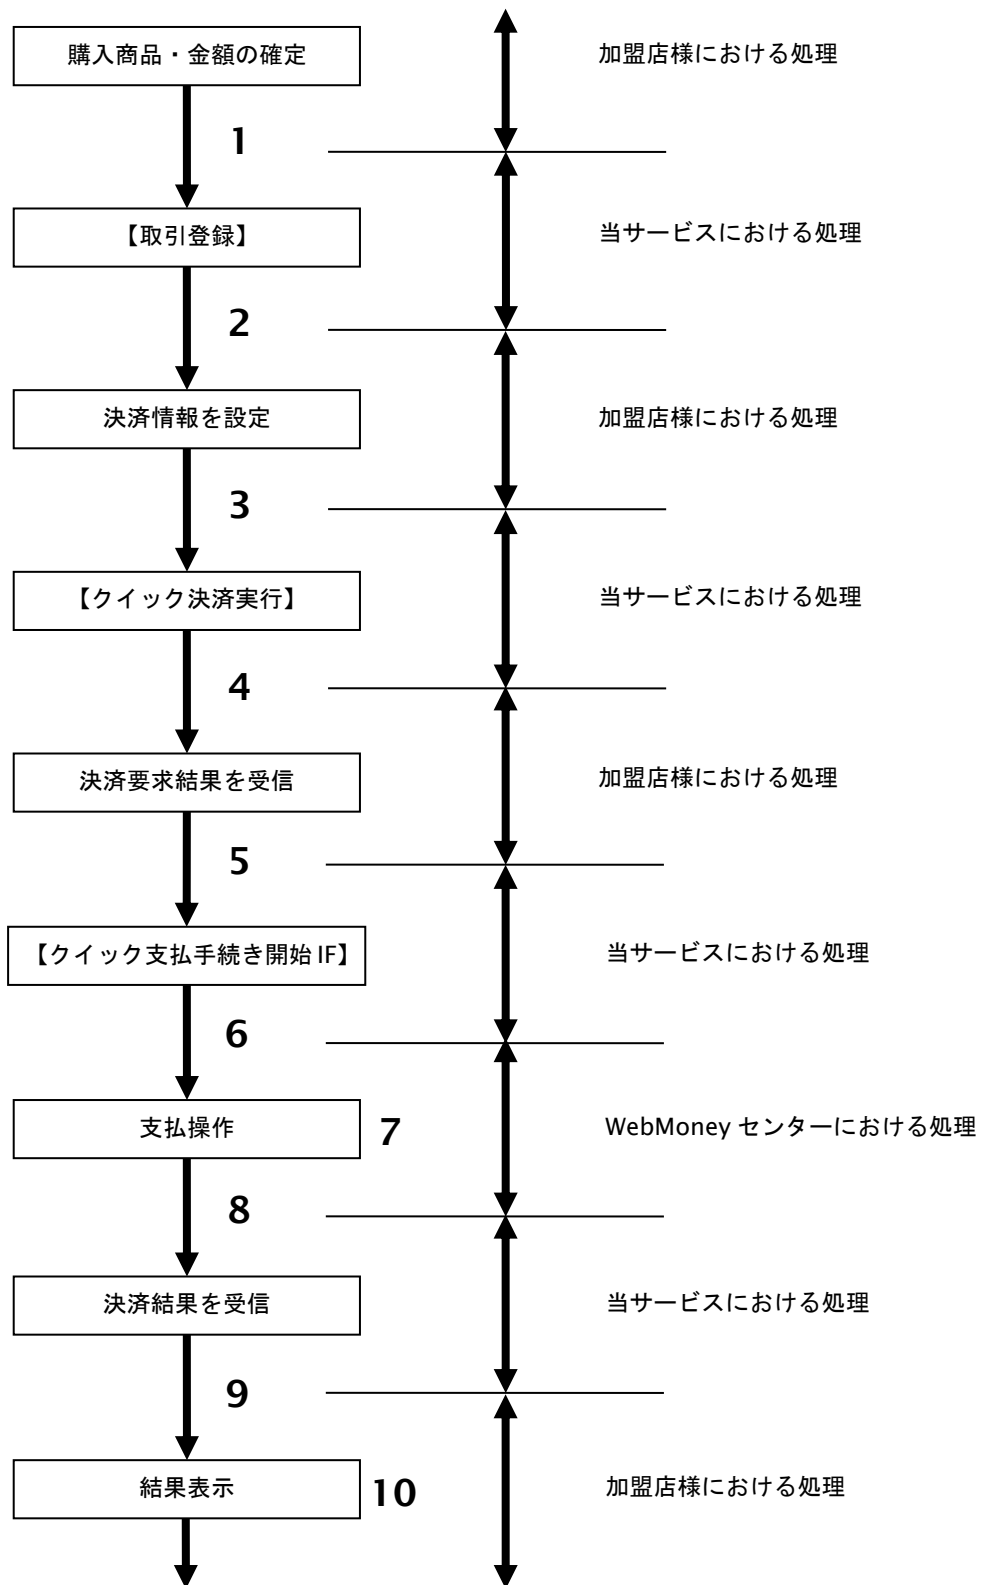 購入商品・金額の確定
加盟店様における処理
1
【取引登録】
当サービスにおける処理
2
決済情報を設定
加盟店様における処理
3
【クイック決済実行】
当サービスにおける処理
4
決済要求結果を受信
加盟店様における処理
5
【クイック支払手続き開始 IF】
当サービスにおける処理
6
支払操作
7
WebMoney センターにおける処理
8
決済結果を受信
当サービスにおける処理
9
結果表示
10
加盟店様における処理